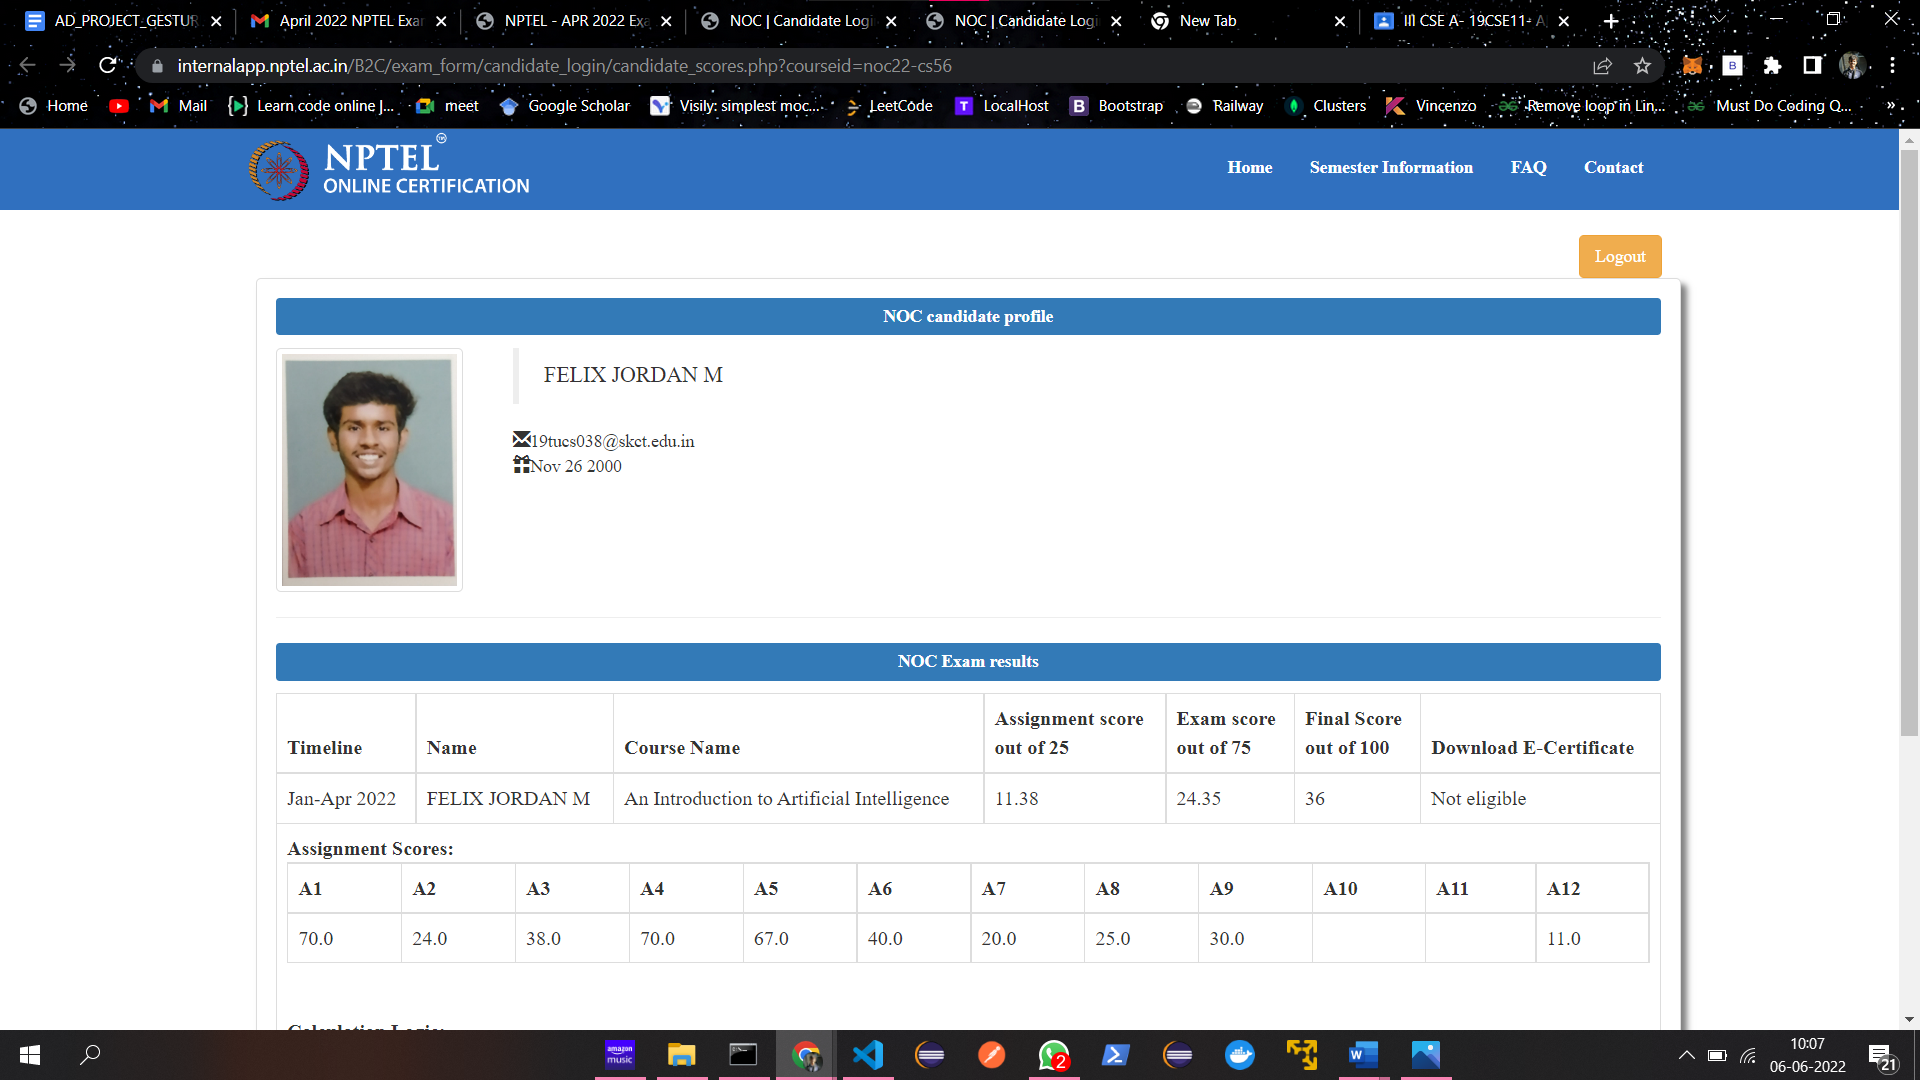 AD_PROJECT_GESTUR
April 2022 NPTEL Exar
NPTEL - APR 2022 Exa
NOC | Candidate Logi
NOC | Candidate Logi
New Tab
III CSE A- 19CSE11- A
internalapp.nptel.ac.in/B2C/exam_form/candidate_login/candidate_scores.php?courseid=noc22-cs56
Home
Mail
Learn code online |...
meet
Google Scholar
Visily: simplest moc...
LeetCode
LocalHost
Bootstrap
Railway
Clusters
Vincenzo
Remove loop in Lin...
Must Do Coding Q...
»
NPTEL
ONLINE CERTIFICATION
Home
Semester Information
FAQ
Contact
Logout
NOC candidate profile
FELIX JORDAN M
19tucs038@skct.edu.in
Nov 26 2000
NOC Exam results
Timeline Name Course Name Assignment score out of 25 Exam score out of 75 Final Score out of 100 Download E-Certificate
Jan-Apr 2022 FELIX JORDAN M An Introduction to Artificial Intelligence 11.38 24.35 36 Not eligible
Assignment Scores:
A1 A2 A3 A4 A5 A6 A7 A8 A9 A10 A11 A12
70.0 24.0 38.0 70.0 67.0 40.0 20.0 25.0 30.0 11.0
Calculation Logic:
amazon music
2
10:07
06-06-2022
21